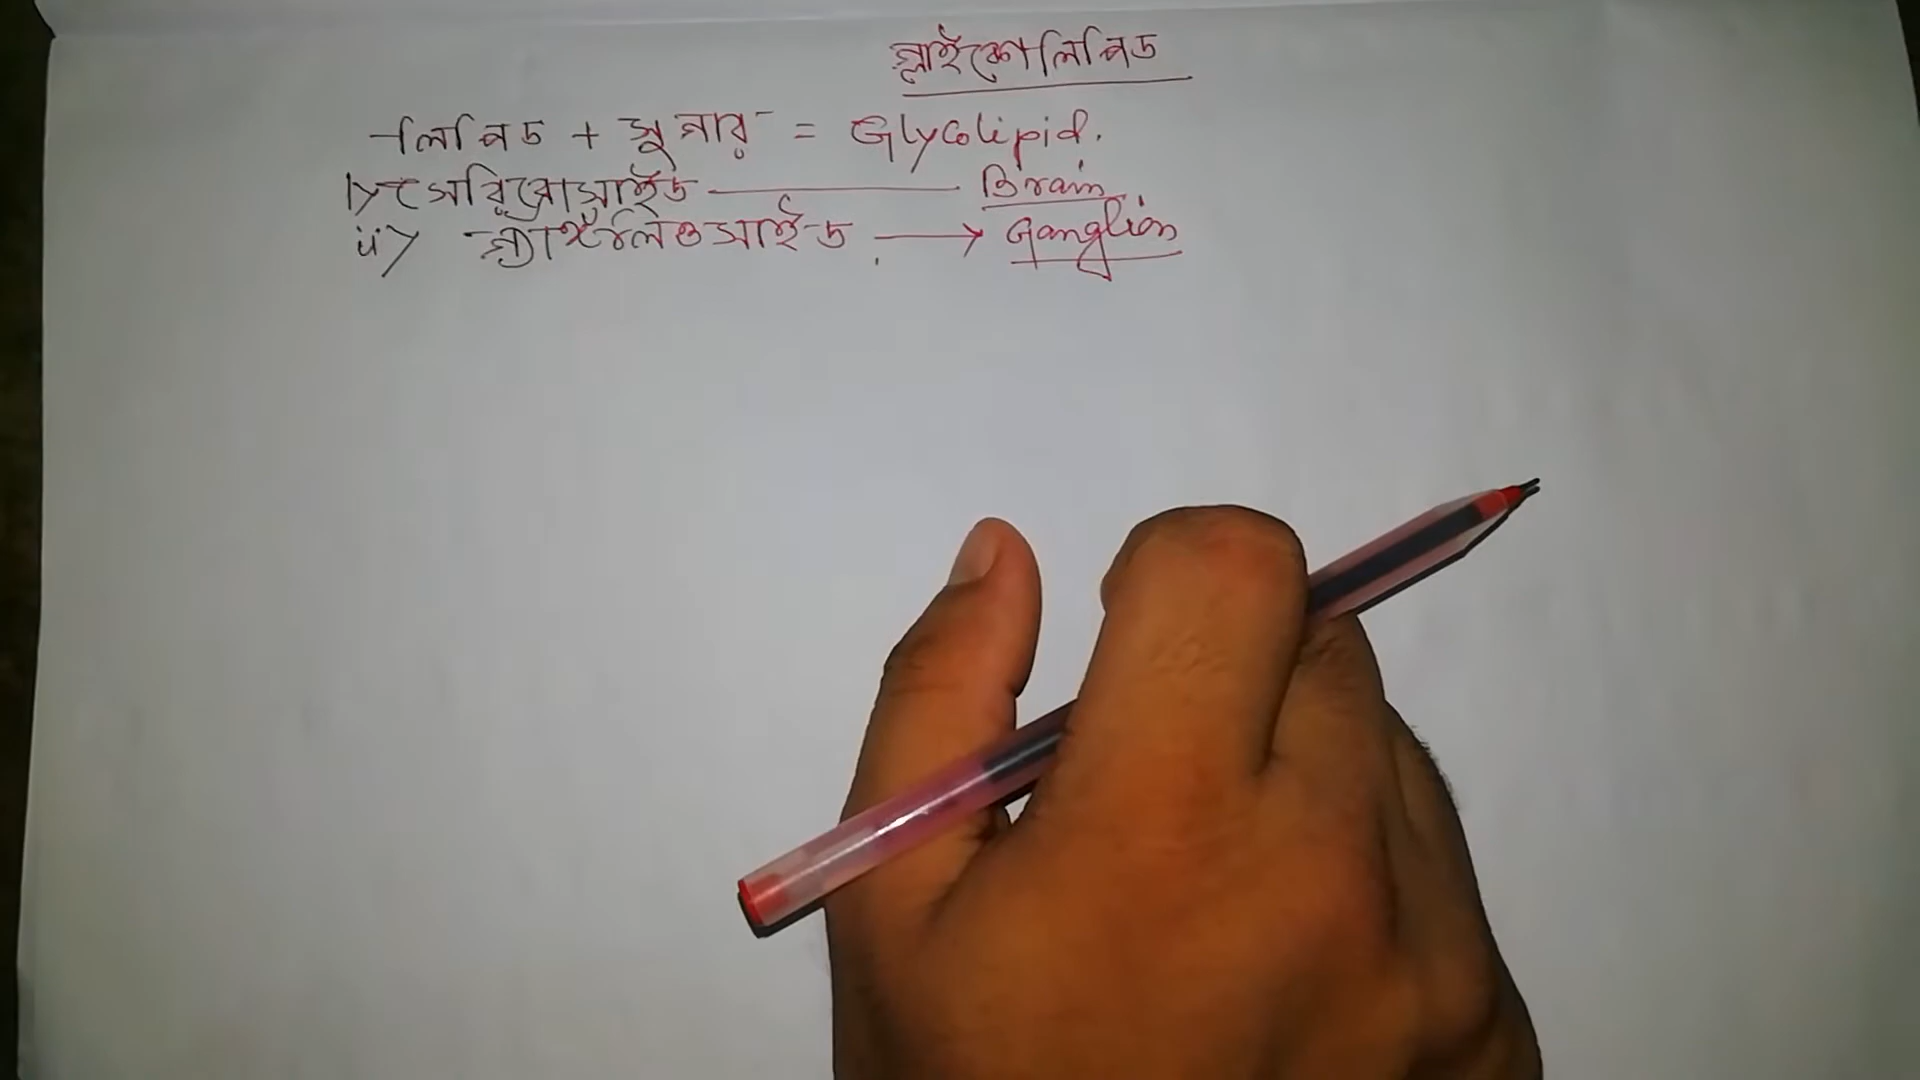 গ্লাইকোলিপিড
লিপিড + সুগার = Glycolipid.
i> সেরিব্রোসাইড — Brain
ii> গ্যাংলিওসাইড → Ganglion